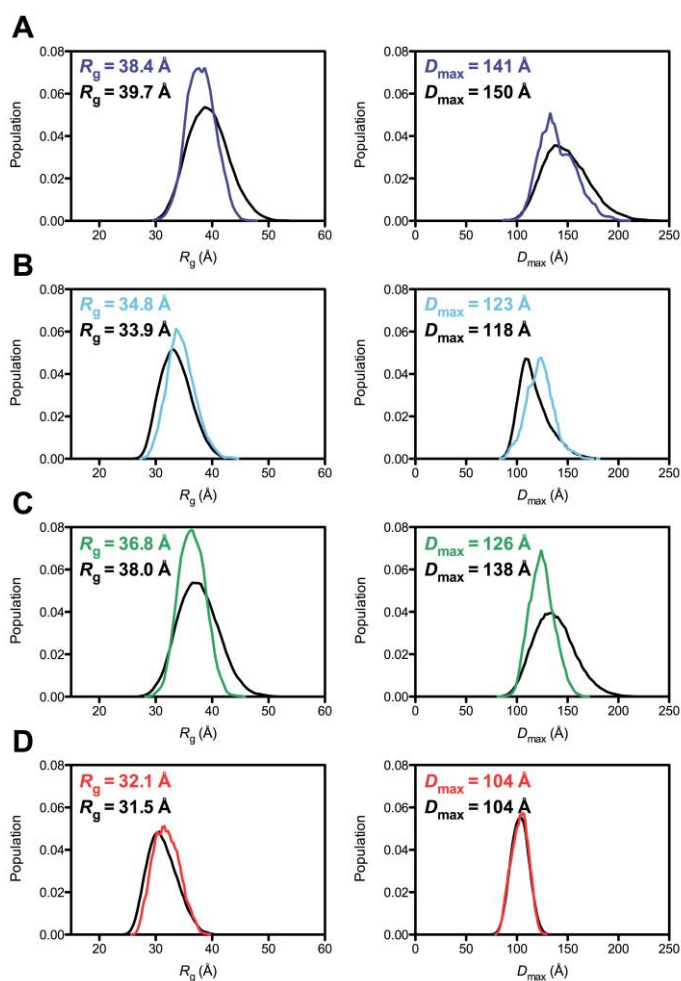 A
Rg = 38.4 Å
Rg = 39.7 Å
Population
0.08
0.06
0.04
0.02
0.00
20 30 40 50 60
Rg (Å)
Dmax = 141 Å
Dmax = 150 Å
Population
0.08
0.06
0.04
0.02
0.00
0 50 100 150 200 250
Dmax (Å)
B
Rg = 34.8 Å
Rg = 33.9 Å
Population
0.08
0.06
0.04
0.02
0.00
20 30 40 50 60
Rg (Å)
Dmax = 123 Å
Dmax = 118 Å
Population
0.08
0.06
0.04
0.02
0.00
0 50 100 150 200 250
Dmax (Å)
C
Rg = 36.8 Å
Rg = 38.0 Å
Population
0.08
0.06
0.04
0.02
0.00
20 30 40 50 60
Rg (Å)
Dmax = 126 Å
Dmax = 138 Å
Population
0.08
0.06
0.04
0.02
0.00
0 50 100 150 200 250
Dmax (Å)
D
Rg = 32.1 Å
Rg = 31.5 Å
Population
0.08
0.06
0.04
0.02
0.00
20 30 40 50 60
Rg (Å)
Dmax = 104 Å
Dmax = 104 Å
Population
0.08
0.06
0.04
0.02
0.00
0 50 100 150 200 250
Dmax (Å)